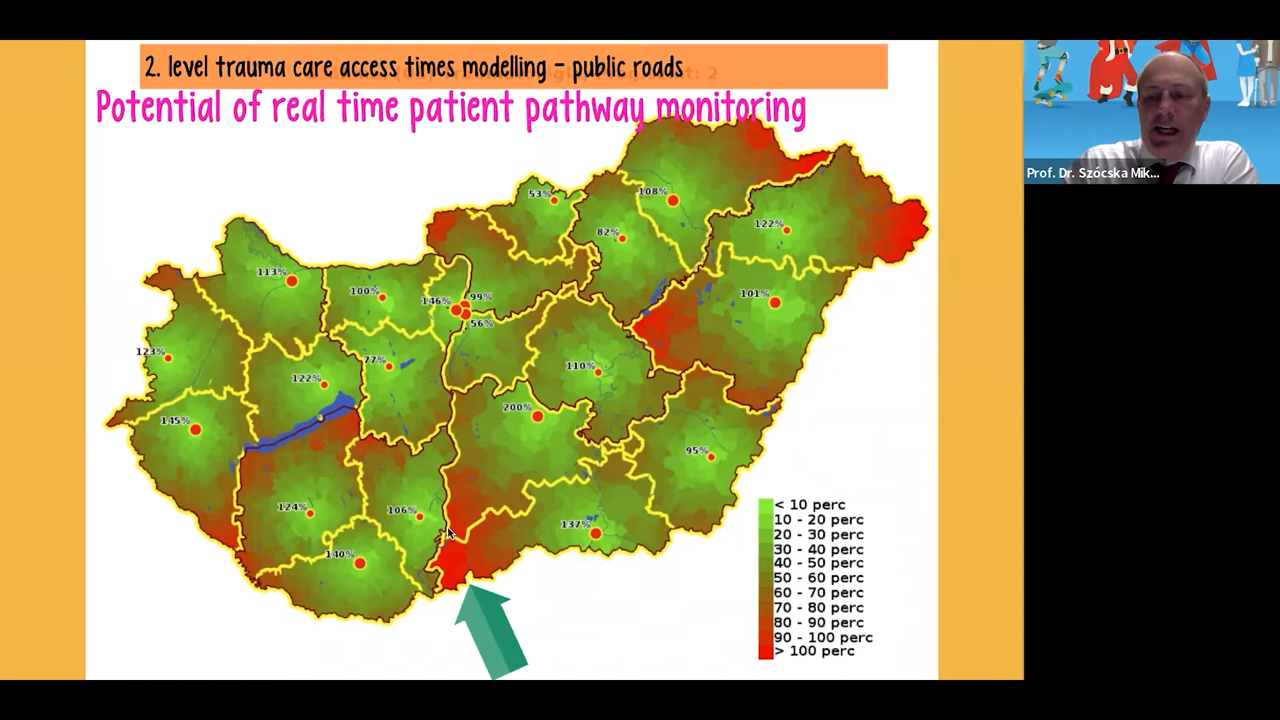 2. level trauma care access times modelling - public roads
Potential of real time patient pathway monitoring
Prof. Dr. Szócska Mik...
53%
108%
122%
82%
113%
100%
146%
99%
101%
56%
123%
77%
122%
110%
145%
200%
95%
124%
106%
137%
140%
< 10 perc
10 - 20 perc
20 - 30 perc
30 - 40 perc
40 - 50 perc
50 - 60 perc
60 - 70 perc
70 - 80 perc
80 - 90 perc
90 - 100 perc
> 100 perc